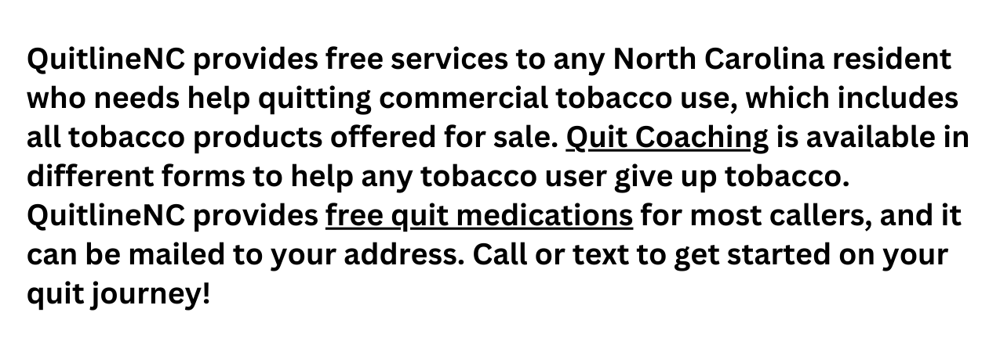 QuitlineNC provides free services to any North Carolina resident
who needs help quitting commercial tobacco use, which includes
all tobacco products offered for sale. Quit Coaching is available in
different forms to help any tobacco user give up tobacco.
QuitlineNC provides free quit medications for most callers, and it
can be mailed to your address. Call or text to get started on your
quit journey!